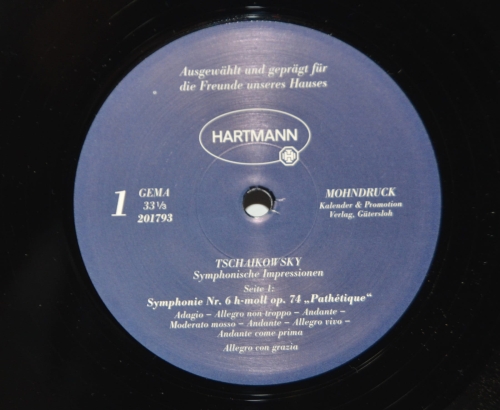 Ausgewählt und geprägt für
die Freunde unseres Hauses
HARTMANN
1
GEMA
33 1/3
201793
MOHNDRUCK
Kalender & Promotion
Verlag, Gütersloh
TSCHAIKOWSKY
Symphonische Impressionen
Seite 1:
Symphonie Nr. 6 h-moll op. 74 „Pathétique“
Adagio – Allegro non troppo – Andante –
Moderato mosso – Andante – Allegro vivo –
Andante come prima
Allegro con grazia